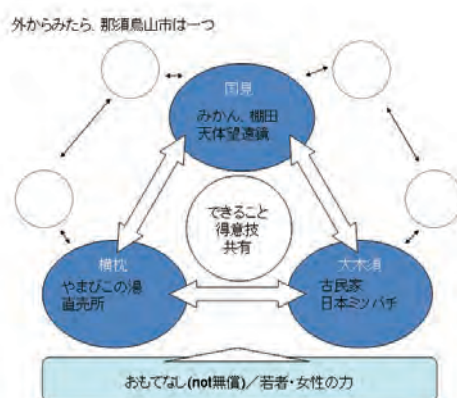 外からみたら、那須烏山市は一つ
国見
みかん、棚田
天体望遠鏡
できること
得意技
共有
横枕
やまびこの湯
直売所
大木須
古民家
日本ミツバチ
おもてなし(not無償)／若者・女性の力